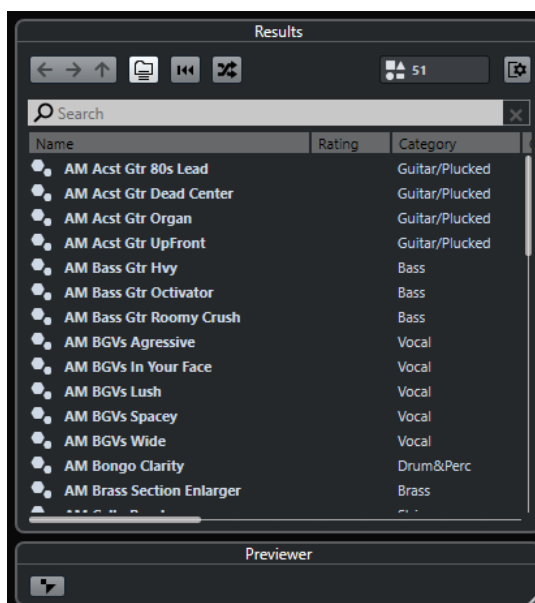 Results
51
Search
Name Rating Category
AM Acst Gtr 80s Lead Guitar/Plucked
AM Acst Gtr Dead Center Guitar/Plucked
AM Acst Gtr Organ Guitar/Plucked
AM Acst Gtr UpFront Guitar/Plucked
AM Bass Gtr Hvy Bass
AM Bass Gtr Octivator Bass
AM Bass Gtr Roomy Crush Bass
AM BGVs Agressive Vocal
AM BGVs In Your Face Vocal
AM BGVs Lush Vocal
AM BGVs Spacey Vocal
AM BGVs Wide Vocal
AM Bongo Clarity Drum&Perc
AM Brass Section Enlarger Brass
Previewer